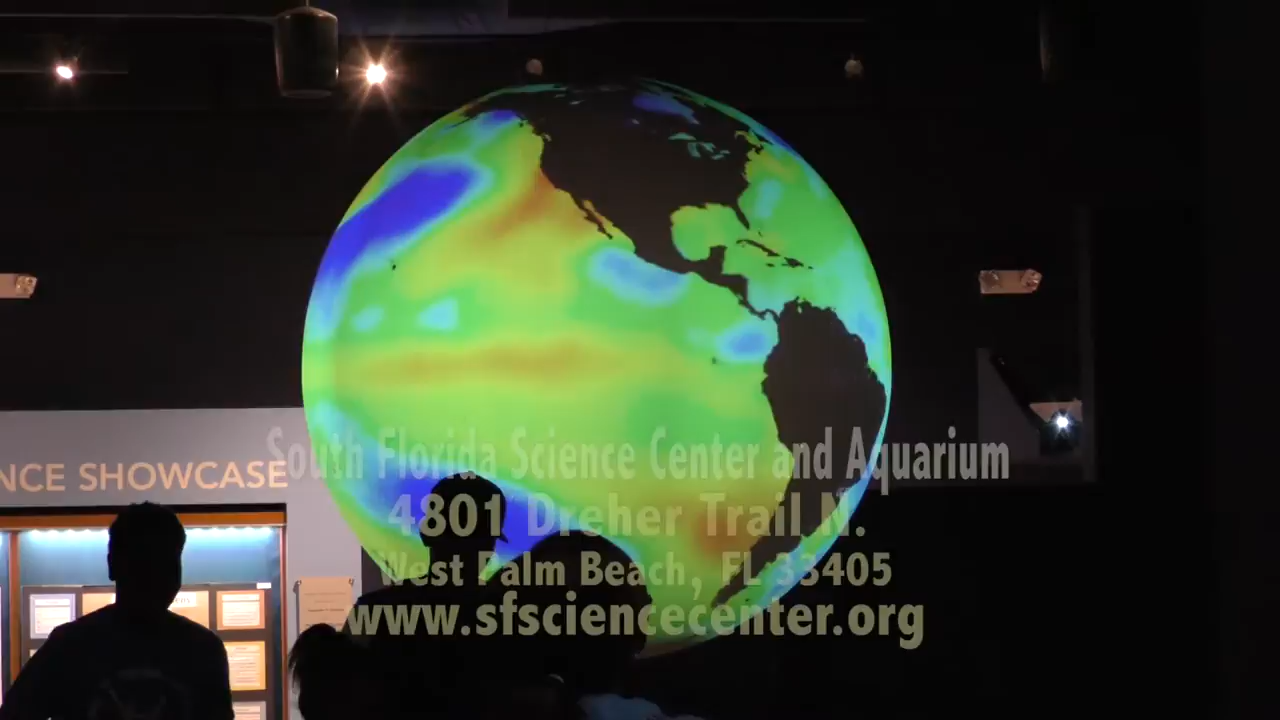 NCE SHOWCASE
South Florida Science Center and Aquarium
4801 Dreher Trail N.
West Palm Beach, FL 33405
www.sfsciencecenter.org